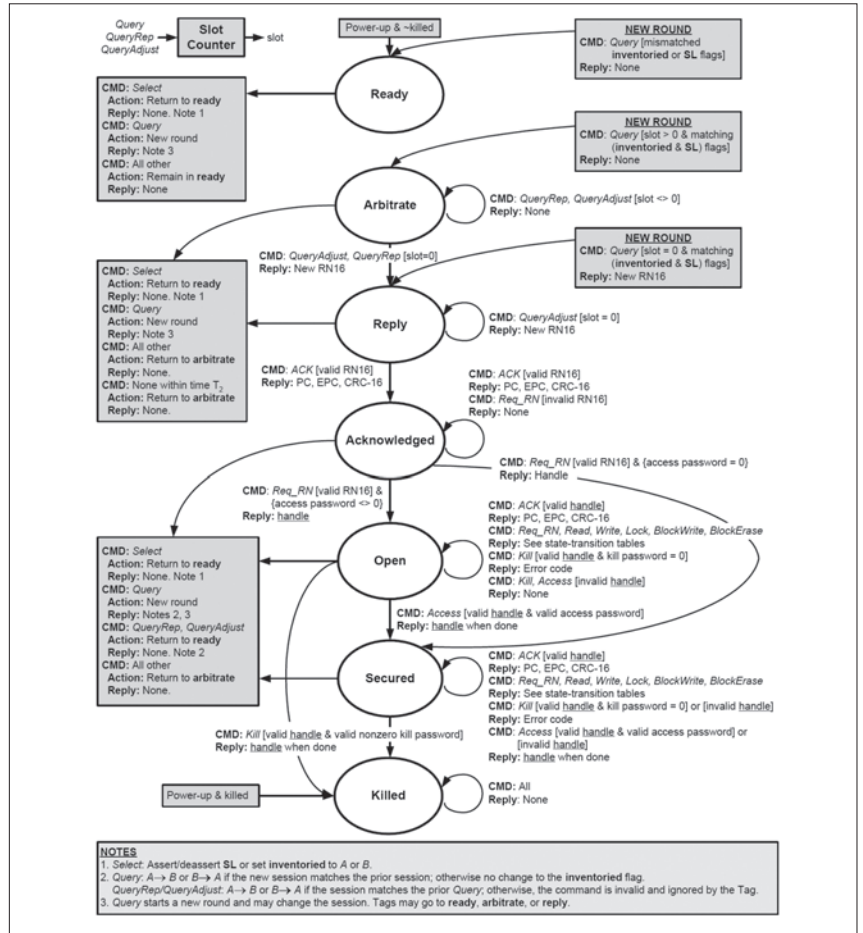 Query
QueryRep
QueryAdjust
Slot
Counter
slot
Power-up & ~killed
NEW ROUND
CMD: Query [mismatched
inventoried or SL flags]
Reply: None
Ready
CMD: Select
Action: Return to ready
Reply: None. Note 1
CMD: Query
Action: New round
Reply: Note 3
CMD: All other
Action: Remain in ready
Reply: None
NEW ROUND
CMD: Query [slot > 0 & matching
(inventoried & SL) flags]
Reply: None
Arbitrate
CMD: QueryRep, QueryAdjust [slot <> 0]
Reply: None
CMD: QueryAdjust, QueryRep [slot=0]
Reply: New RN16
NEW ROUND
CMD: Query [slot = 0 & matching
(inventoried & SL) flags]
Reply: New RN16
CMD: Select
Action: Return to ready
Reply: None. Note 1
CMD: Query
Action: New round
Reply: Note 3
CMD: All other
Action: Return to arbitrate
Reply: None.
CMD: None within time T2
Action: Return to arbitrate
Reply: None.
Reply
CMD: QueryAdjust [slot = 0]
Reply: New RN16
CMD: ACK [valid RN16]
Reply: PC, EPC, CRC-16
CMD: ACK [valid RN16]
Reply: PC, EPC, CRC-16
CMD: Req_RN [invalid RN16]
Reply: None
Acknowledged
CMD: Req_RN [valid RN16] & {access password = 0}
Reply: Handle
CMD: Req_RN [valid RN16] &
{access password <> 0}
Reply: handle
CMD: ACK [valid handle]
Reply: PC, EPC, CRC-16
CMD: Req_RN, Read, Write, Lock, BlockWrite, BlockErase
Reply: See state-transition tables
CMD: Kill [valid handle & kill password = 0]
Reply: Error code
CMD: Kill, Access [invalid handle]
Reply: None
Open
CMD: Select
Action: Return to ready
Reply: None. Note 1
CMD: Query
Action: New round
Reply: Notes 2, 3
CMD: QueryRep, QueryAdjust
Action: Return to ready
Reply: None. Note 2
CMD: All other
Action: Return to arbitrate
Reply: None.
CMD: Access [valid handle & valid access password]
Reply: handle when done
Secured
CMD: ACK [valid handle]
Reply: PC, EPC, CRC-16
CMD: Req_RN, Read, Write, Lock, BlockWrite, BlockErase
Reply: See state-transition tables
CMD: Kill [valid handle & kill password = 0] or [invalid handle]
Reply: Error code
CMD: Access [valid handle & valid access password] or
[invalid handle]
Reply: handle when done
CMD: Kill [valid handle & valid nonzero kill password]
Reply: handle when done
Power-up & killed
Killed
CMD: All
Reply: None
NOTES
1. Select: Assert/deassert SL or set inventoried to A or B.
2. Query: A→ B or B→ A if the new session matches the prior session; otherwise no change to the inventoried flag.
QueryRep/QueryAdjust: A→ B or B→ A if the session matches the prior Query; otherwise, the command is invalid and ignored by the Tag.
3. Query starts a new round and may change the session. Tags may go to ready, arbitrate, or reply.